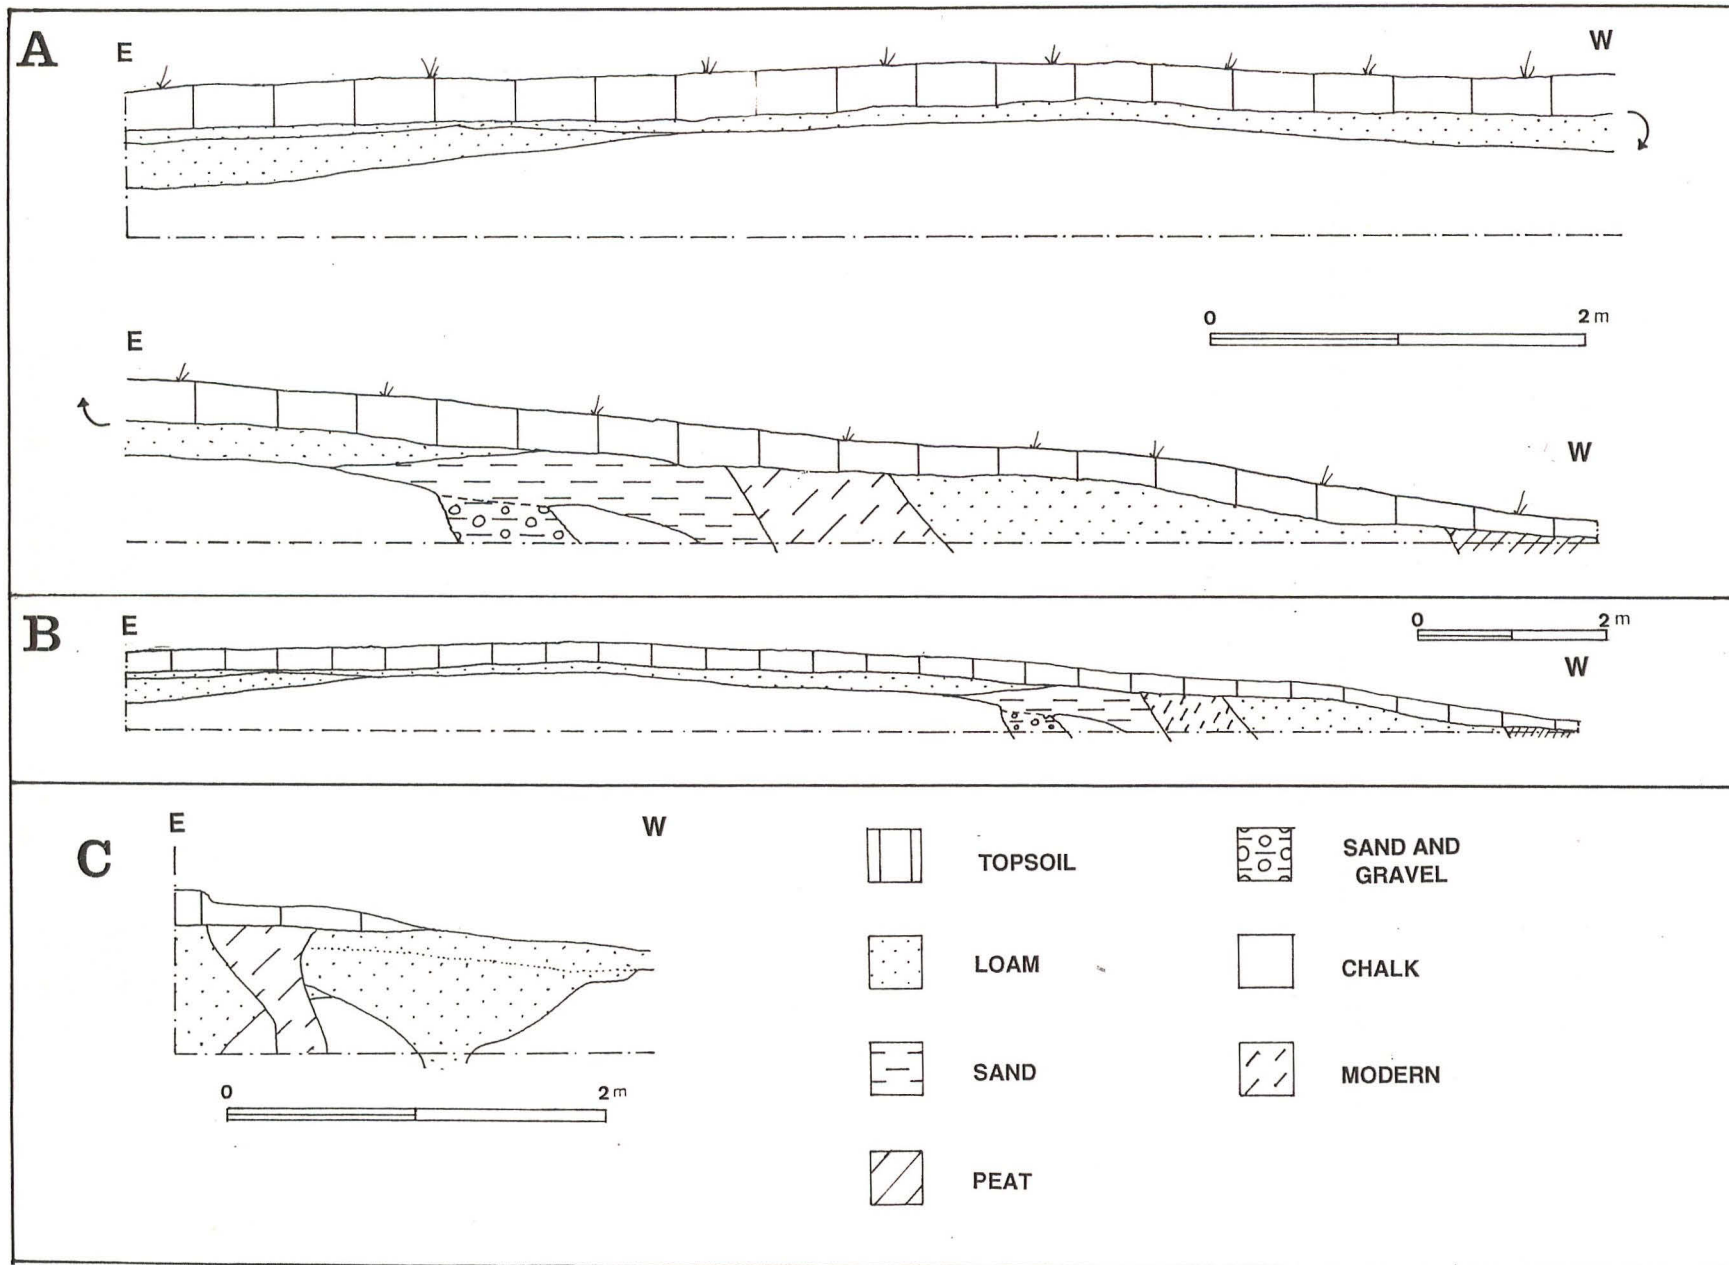 A
E W
0 2 m
E
W
B
E
0 2 m
W
C
E W
0 2 m
TOPSOIL
LOAM
SAND
PEAT
SAND AND
GRAVEL
CHALK
MODERN